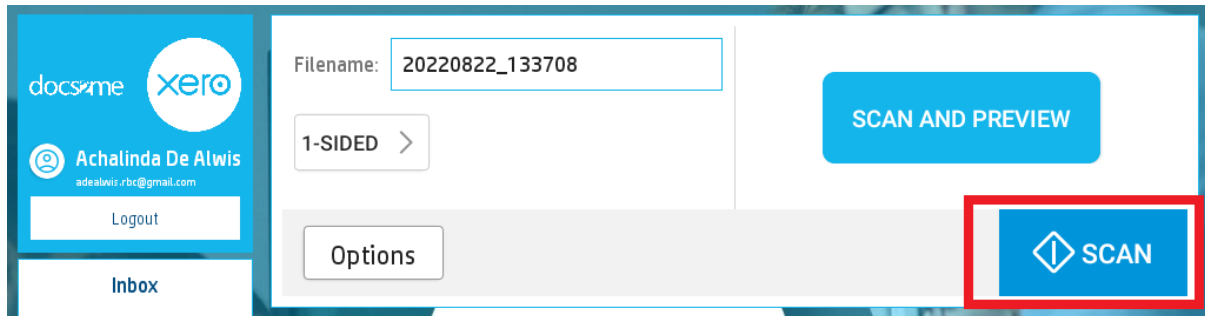 docs2me
xero
Achalinda De Alwis
adealwis.rbc@gmail.com
Logout
Inbox
Filename: 20220822_133708
1-SIDED
Options
SCAN AND PREVIEW
SCAN